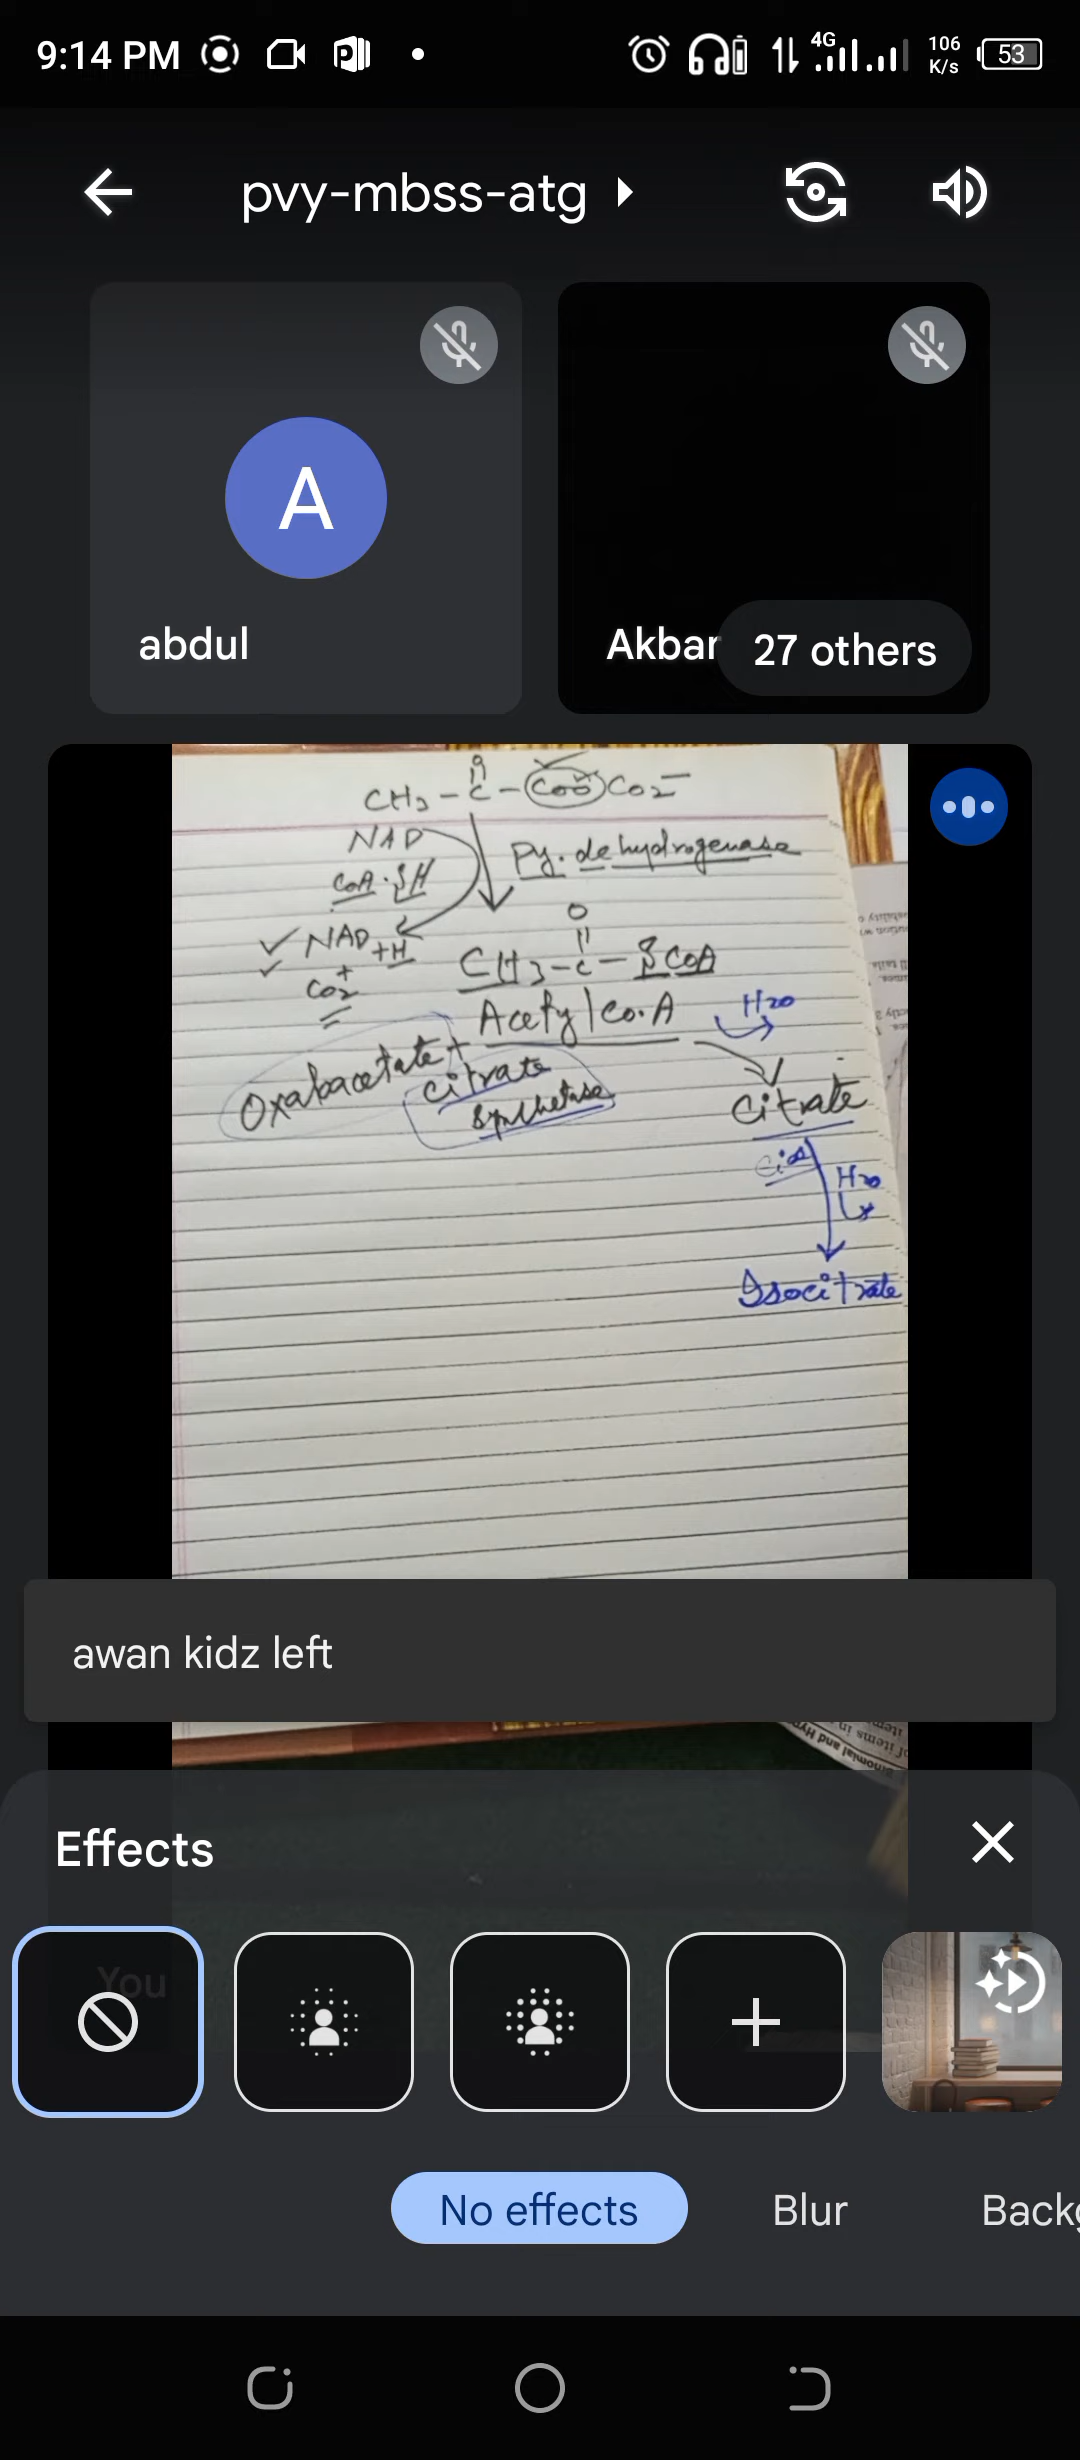 9:14 PM
4G
106
K/s
53
pvy-mbss-atg
A
abdul
Akbar
27 others
O
CH3 - C - COO CO2-
NAD
CoA.SH
Py. dehydrogenase
NAD+H
CO2
O
CH3-C-SCoA
Acetyl Co.A
H2O
Oxaloacetate +
Citrate
Synthetase
Citrate
Cis
H2O
Isocitrate
awan kidz left
Effects
You
No effects
Blur
Backg